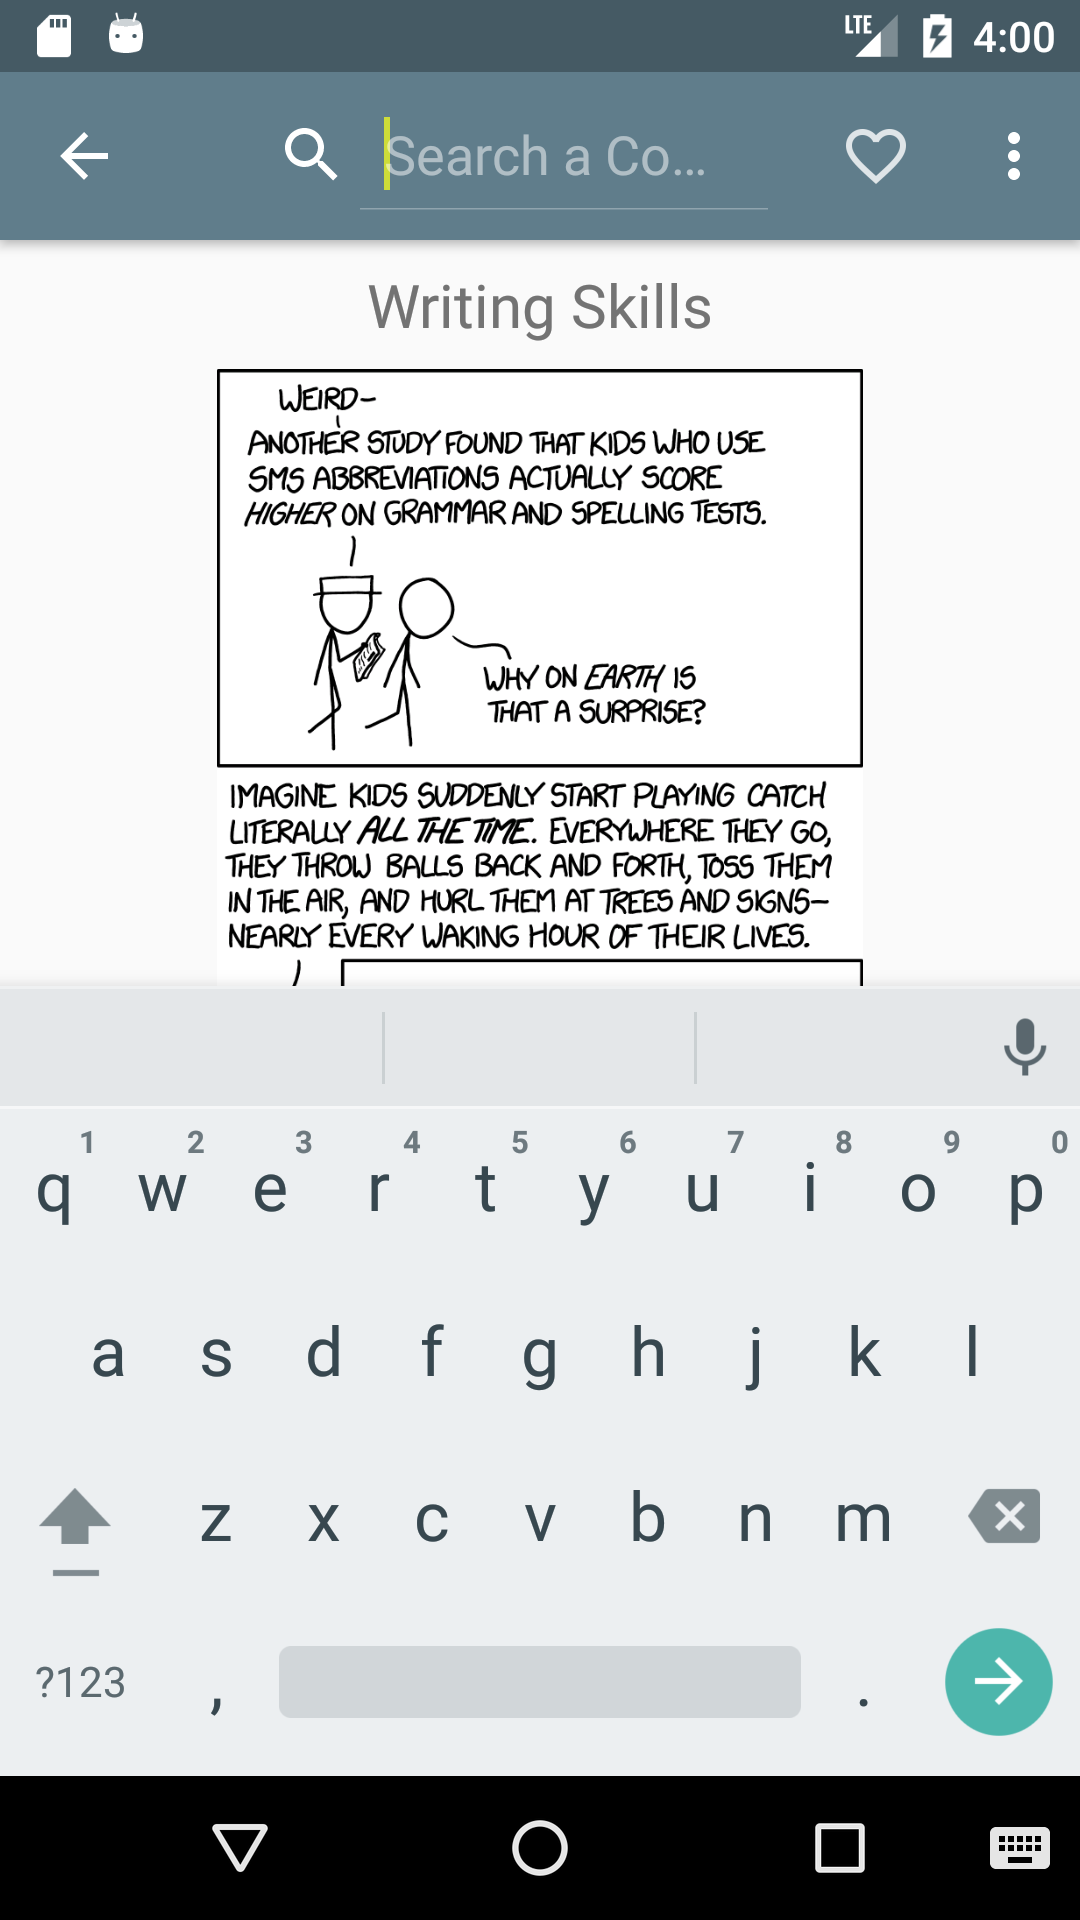 LTE 4:00
Search a Co...
Writing Skills
WEIRD-
ANOTHER STUDY FOUND THAT KIDS WHO USE
SMS ABBREVIATIONS ACTUALLY SCORE
HIGHER ON GRAMMAR AND SPELLING TESTS.
WHY ON EARTH IS
THAT A SURPRISE?
IMAGINE KIDS SUDDENLY START PLAYING CATCH
LITERALLY ALL THE TIME. EVERYWHERE THEY GO,
THEY THROW BALLS BACK AND FORTH, TOSS THEM
IN THE AIR, AND HURL THEM AT TREES AND SIGNS—
NEARLY EVERY WAKING HOUR OF THEIR LIVES.
1 2 3 4 5 6 7 8 9 0
q w e r t y u i o p
a s d f g h j k l
z x c v b n m
?123 , .